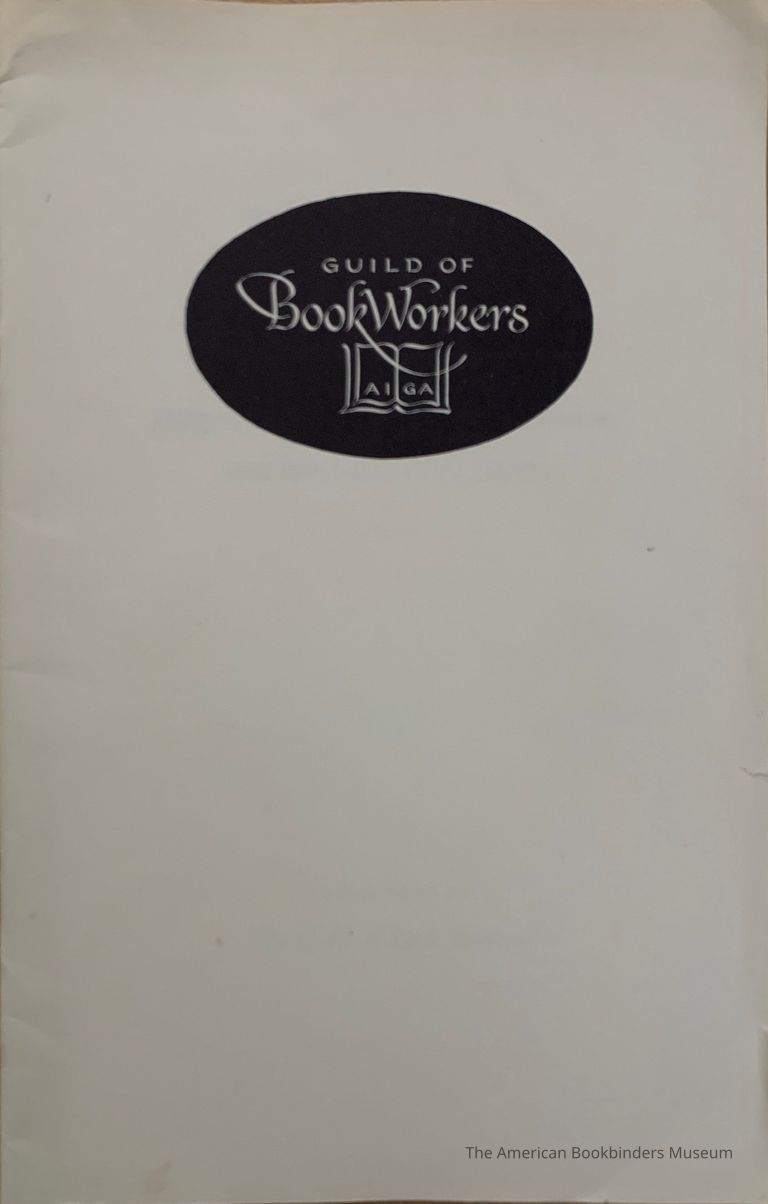 GUILD OF
BookWorkers
AIGA
The American Bookbinders Museum